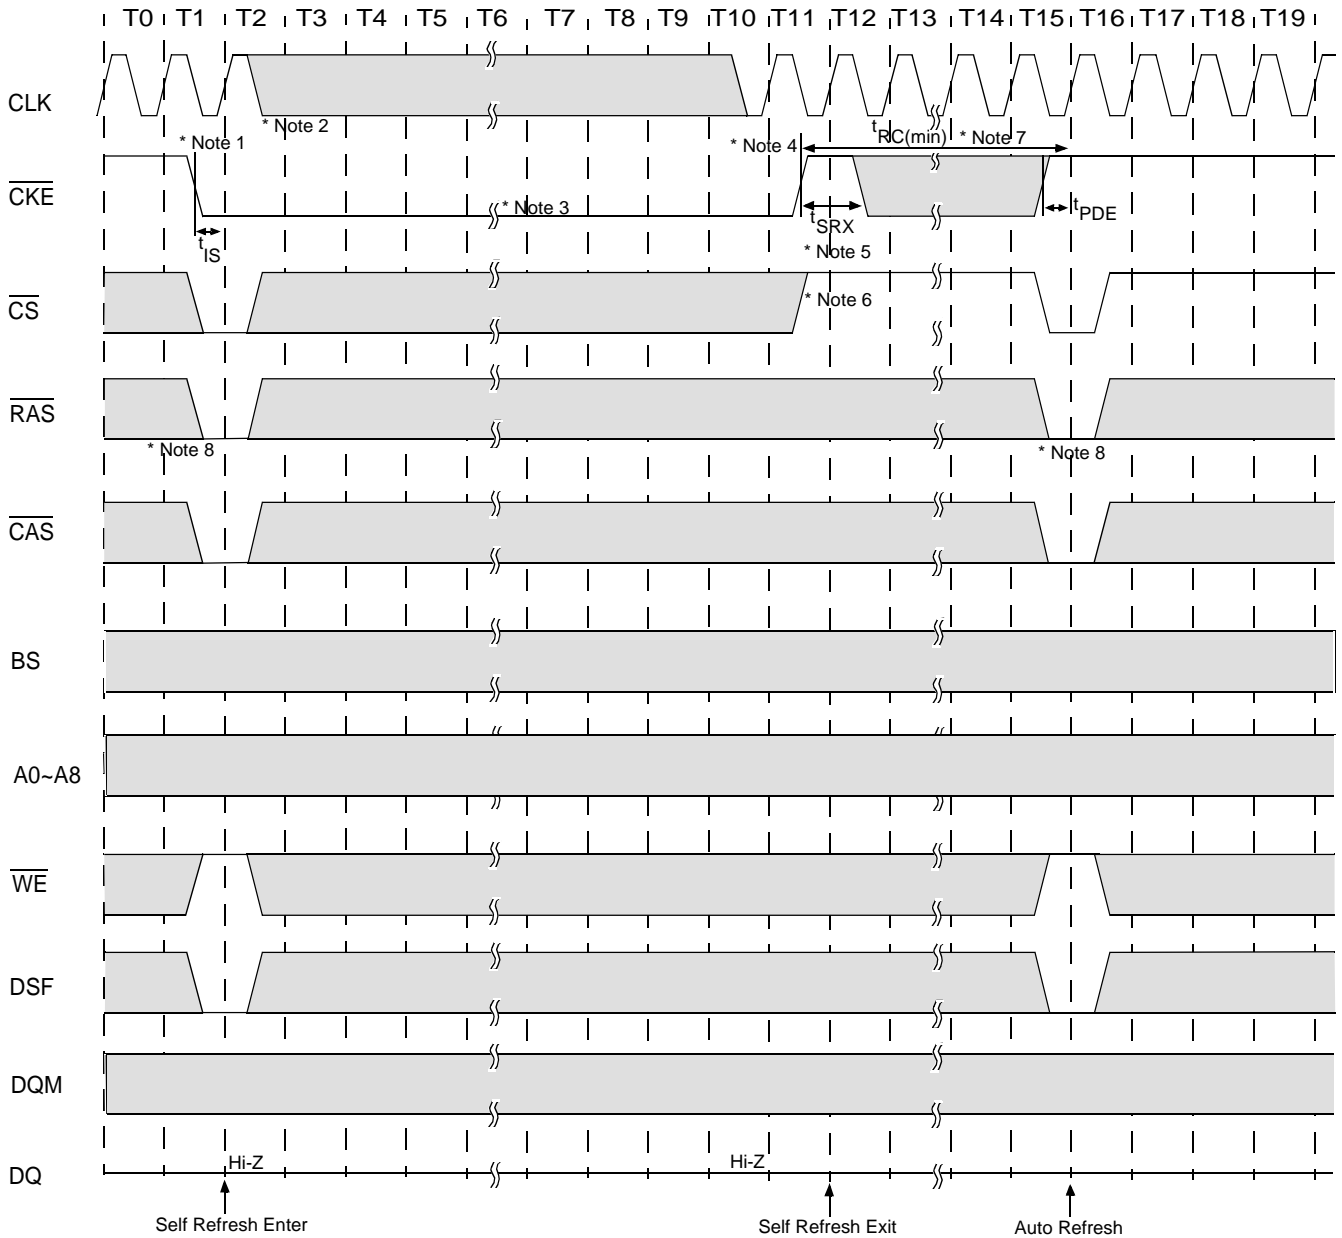 T0 T1 T2 T3 T4 T5 T6 T7 T8 T9 T10 T11 T12 T13 T14 T15 T16 T17 T18 T19
CLK
* Note 2
* Note 1
* Note 4
tRC(min)
* Note 7
CKE
* Note 3
tIS
tSRX
tPDE
* Note 5
CS
* Note 6
RAS
* Note 8
* Note 8
CAS
BS
A0~A8
WE
DSF
DQM
DQ
Hi-Z
Hi-Z
Self Refresh Enter
Self Refresh Exit
Auto Refresh